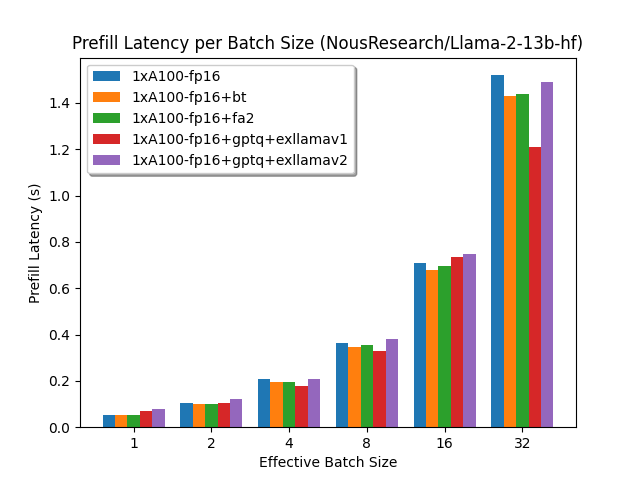 Prefill Latency per Batch Size (NousResearch/Llama-2-13b-hf)
1xA100-fp16
1xA100-fp16+bt
1xA100-fp16+fa2
1xA100-fp16+gptq+exllamav1
1xA100-fp16+gptq+exllamav2
Prefill Latency (s)
1.4
1.2
1.0
0.8
0.6
0.4
0.2
0.0
1 2 4 8 16 32
Effective Batch Size